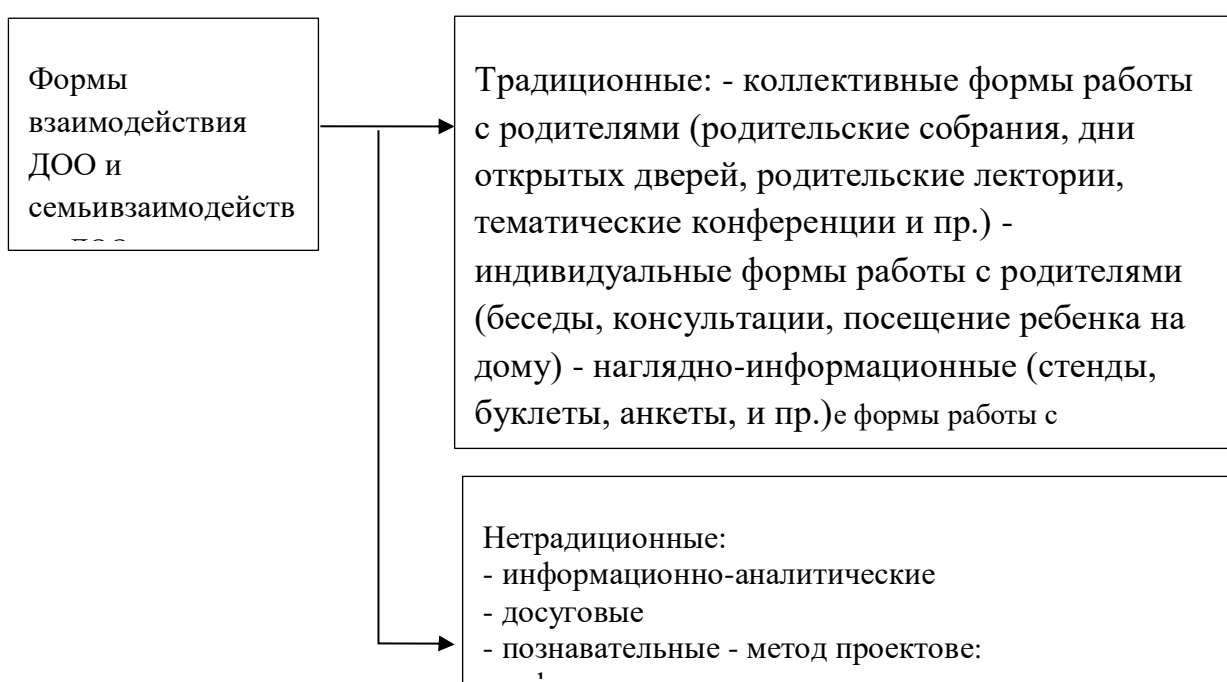 Формы
взаимодействия
ДОО и
семьивзаимодейств
Традиционные: - коллективные формы работы
с родителями (родительские собрания, дни
открытых дверей, родительские лектории,
тематические конференции и пр.) -
индивидуальные формы работы с родителями
(беседы, консультации, посещение ребенка на
дому) - наглядно-информационные (стенды,
буклеты, анкеты, и пр.)е формы работы с
Нетрадиционные:
- информационно-аналитические
- досуговые
- познавательные - метод проектове: